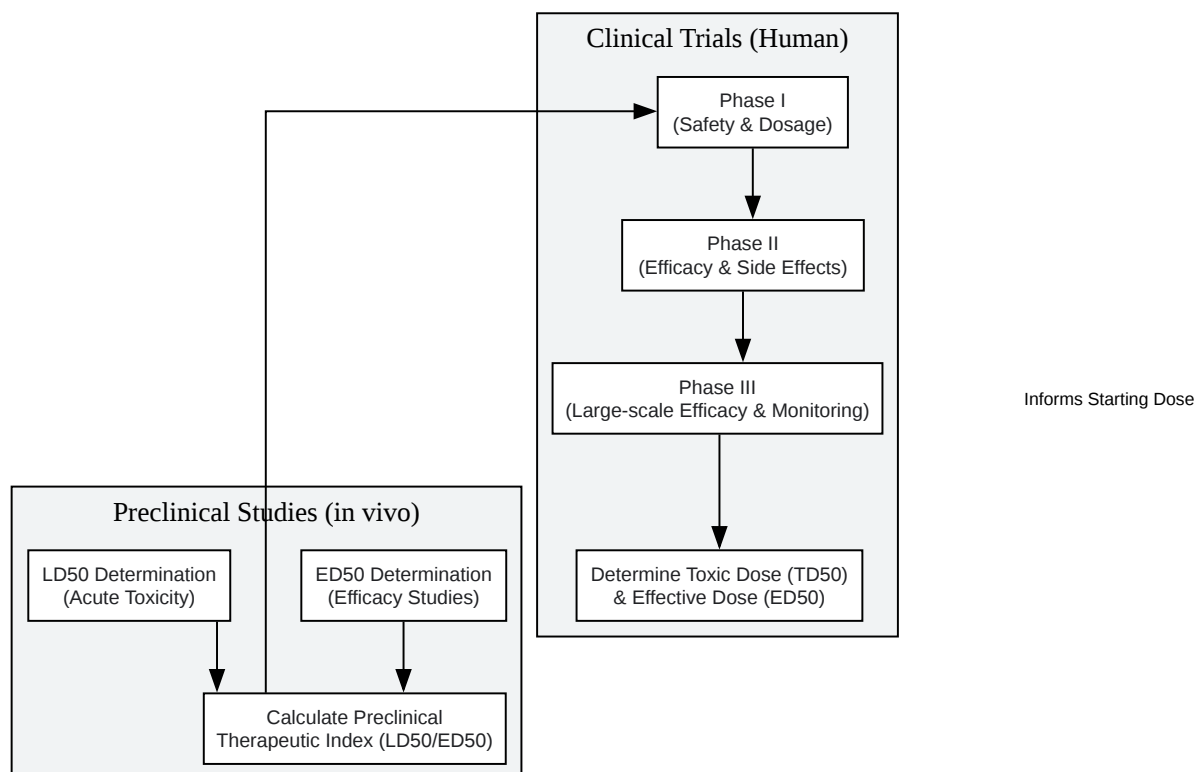 Clinical Trials (Human)
Phase I
(Safety & Dosage)
Phase II
(Efficacy & Side Effects)
Phase III
(Large-scale Efficacy & Monitoring)
Informs Starting Dose
Preclinical Studies (in vivo)
LD50 Determination
(Acute Toxicity)
ED50 Determination
(Efficacy Studies)
Determine Toxic Dose (TD50)
& Effective Dose (ED50)
Calculate Preclinical
Therapeutic Index (LD50/ED50)